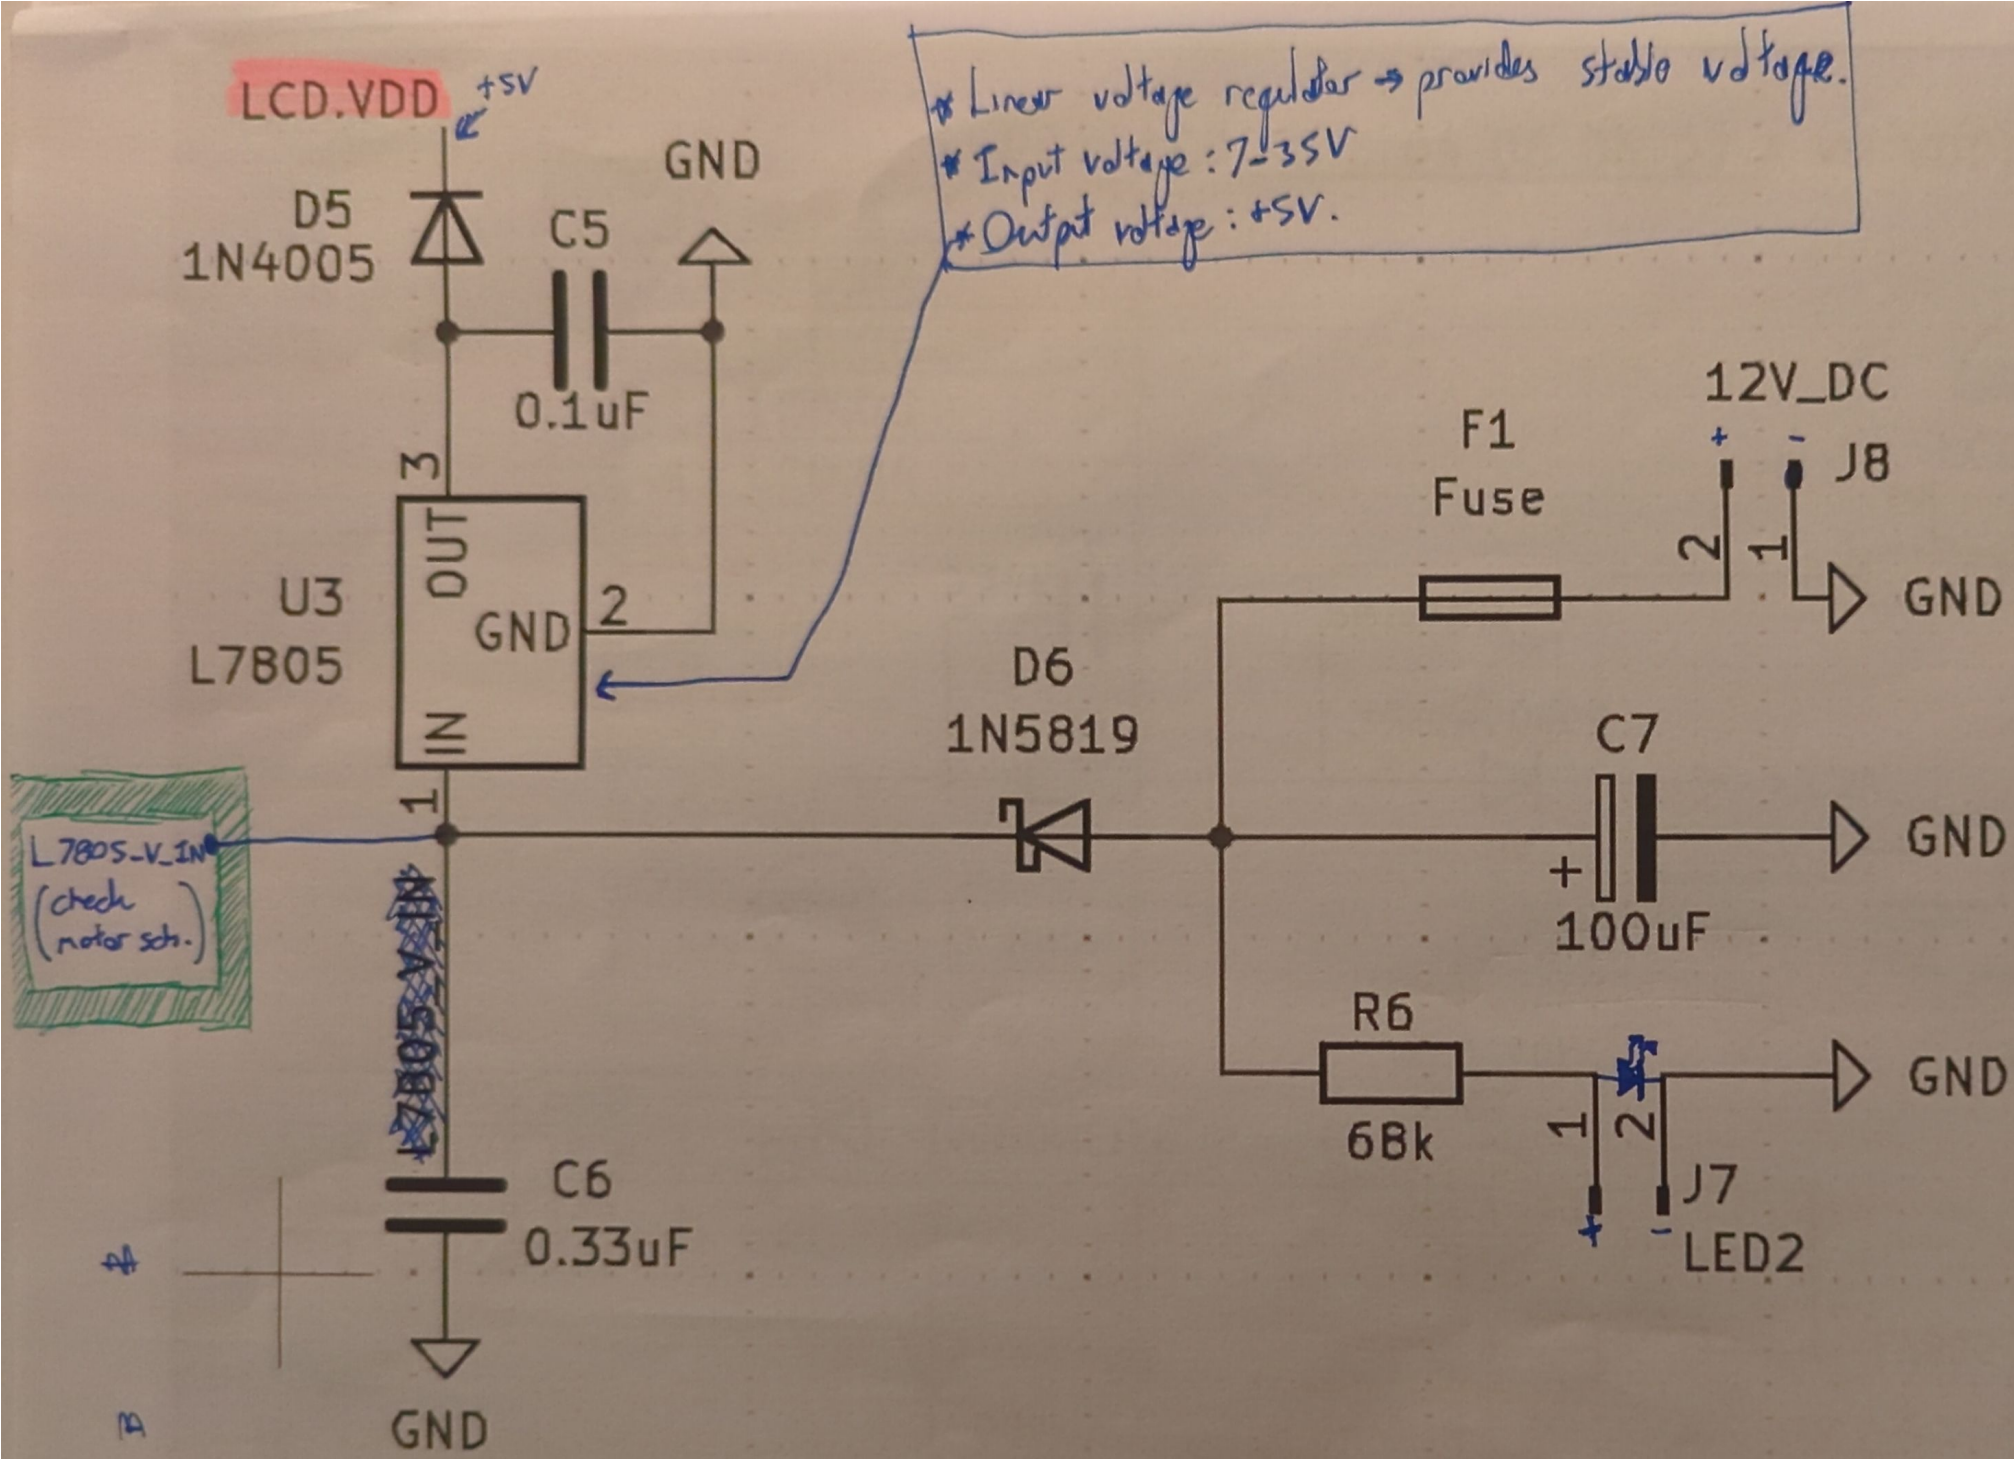 LCD.VDD
+5V
* Linear voltage regulator → provides stable voltage.
* Input voltage : 7-35V
* Output voltage : +5V.
GND
D5
1N4005
C5
0.1uF
3
OUT
U3
L7805
GND
2
IN
1
12V_DC
+ -
J8
F1
Fuse
2
1
GND
D6
1N5819
C7
+
100uF
GND
L7805-V_IN
(check
motor sch.)
L7805_V_IN
R6
68k
1
2
GND
J7
LED2
+ -
C6
0.33uF
GND